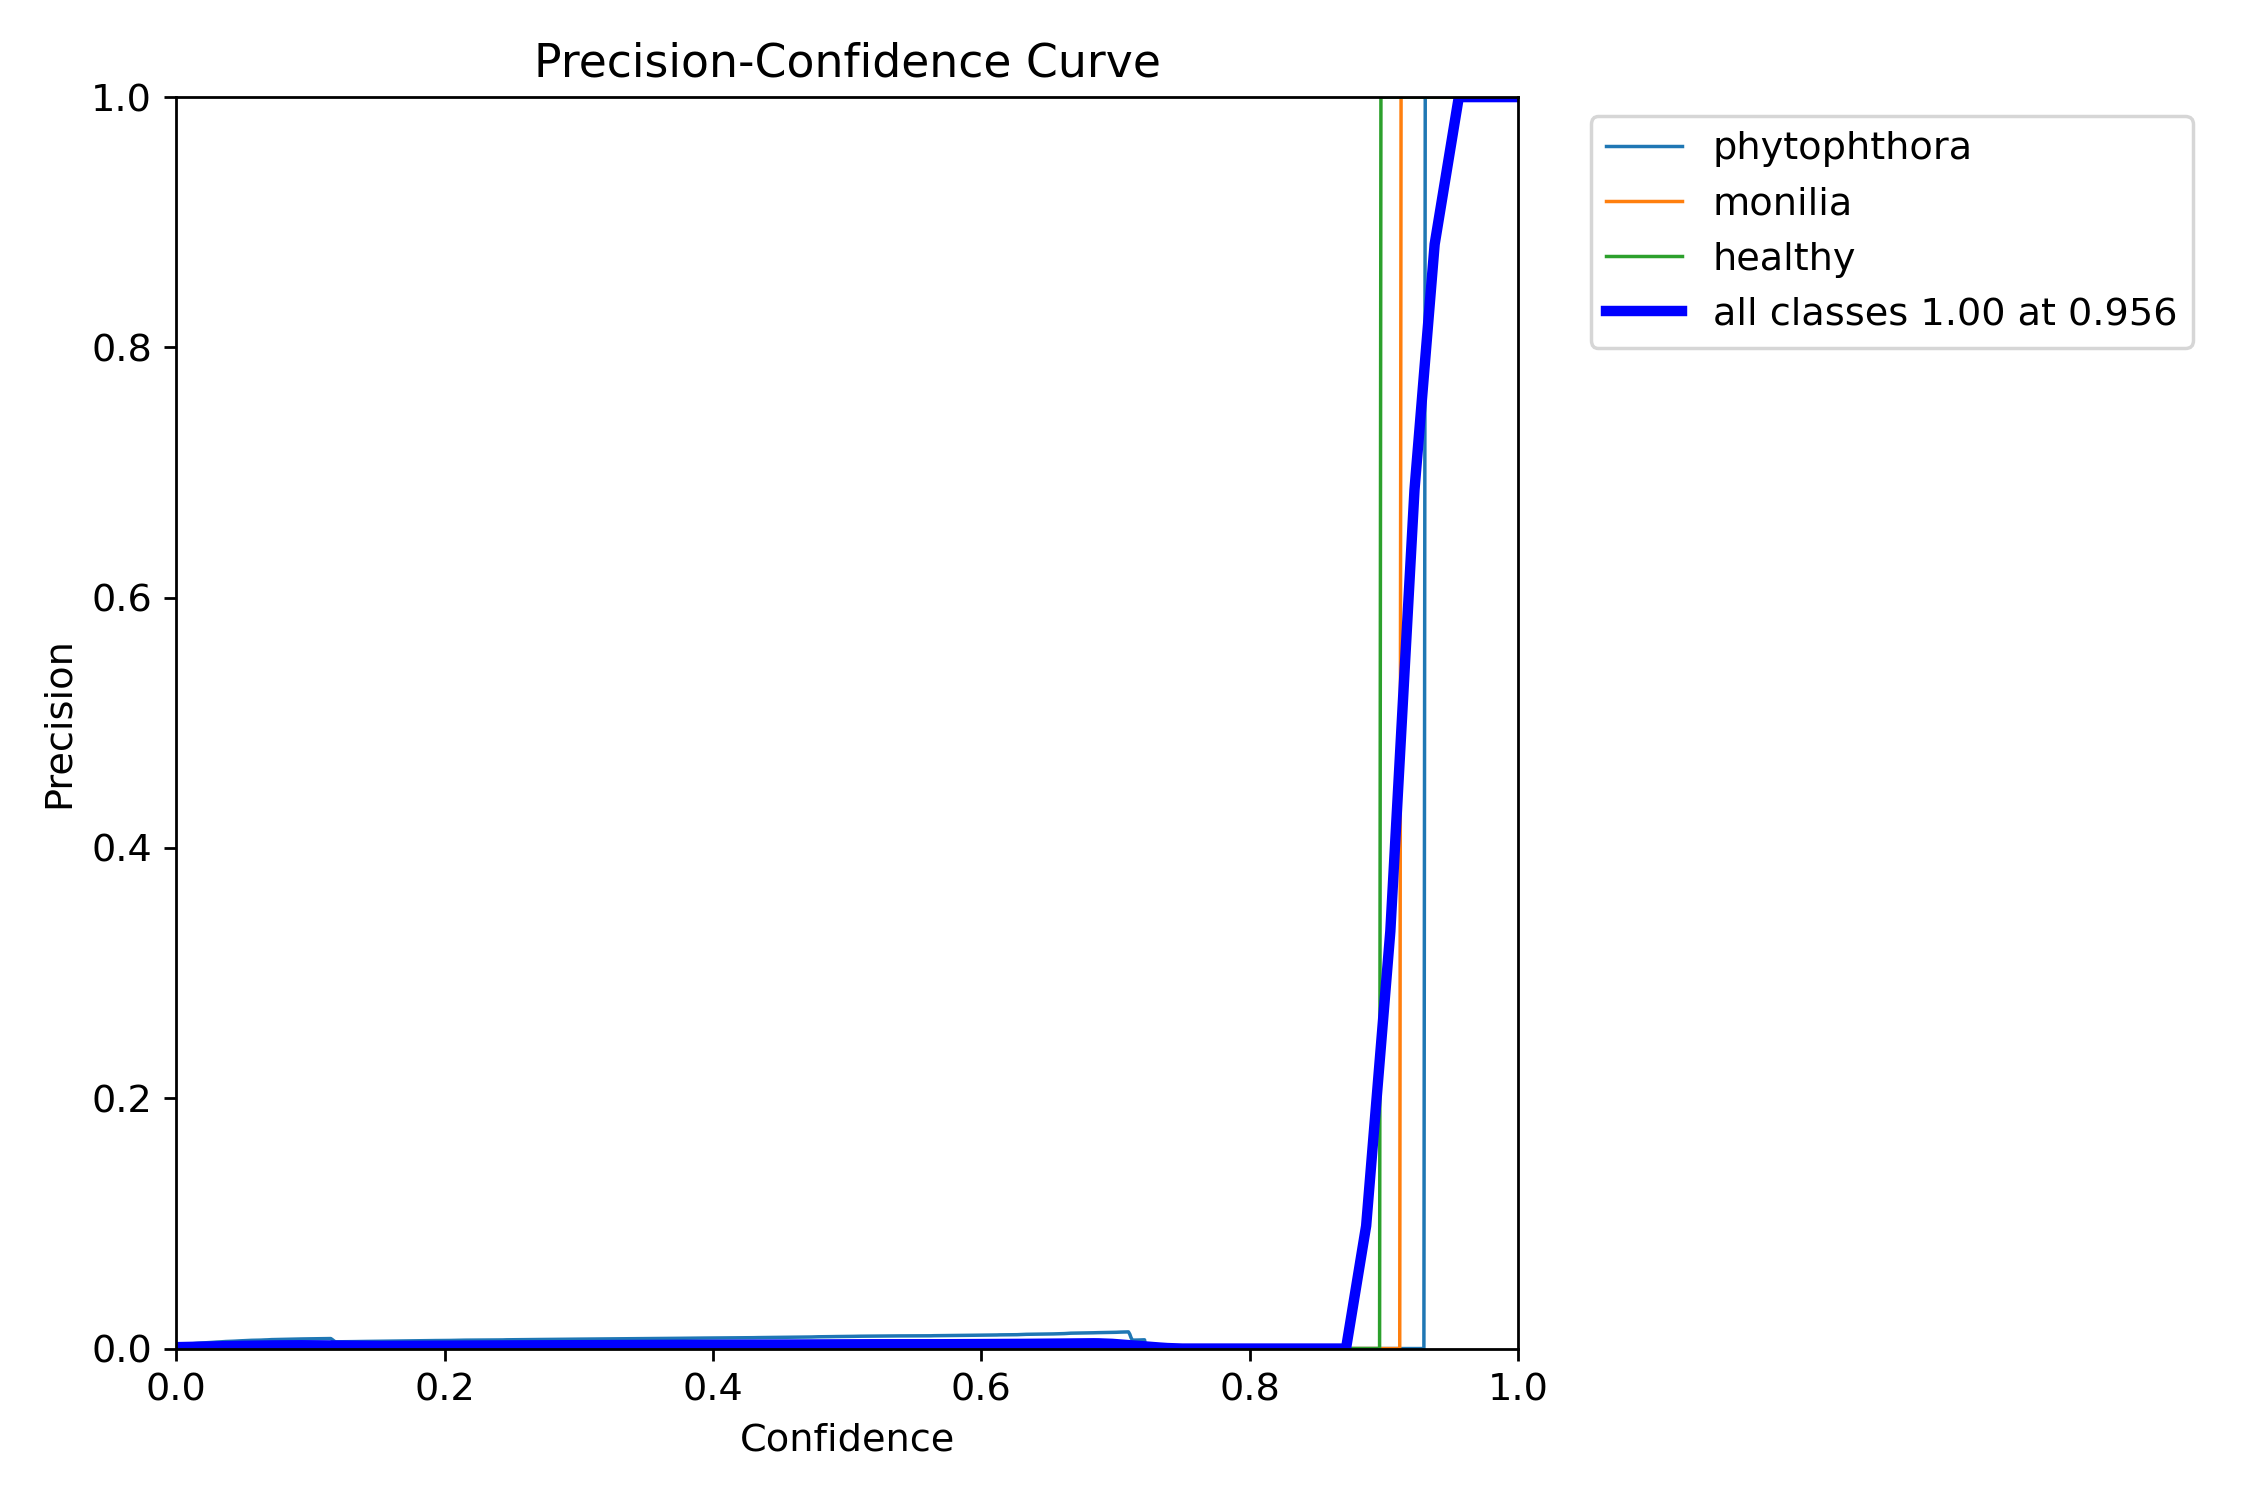 Precision-Confidence Curve
1.0
0.8
0.6
0.4
0.2
0.0
Precision
0.0 0.2 0.4 0.6 0.8 1.0
Confidence
phytophthora
monilia
healthy
all classes 1.00 at 0.956